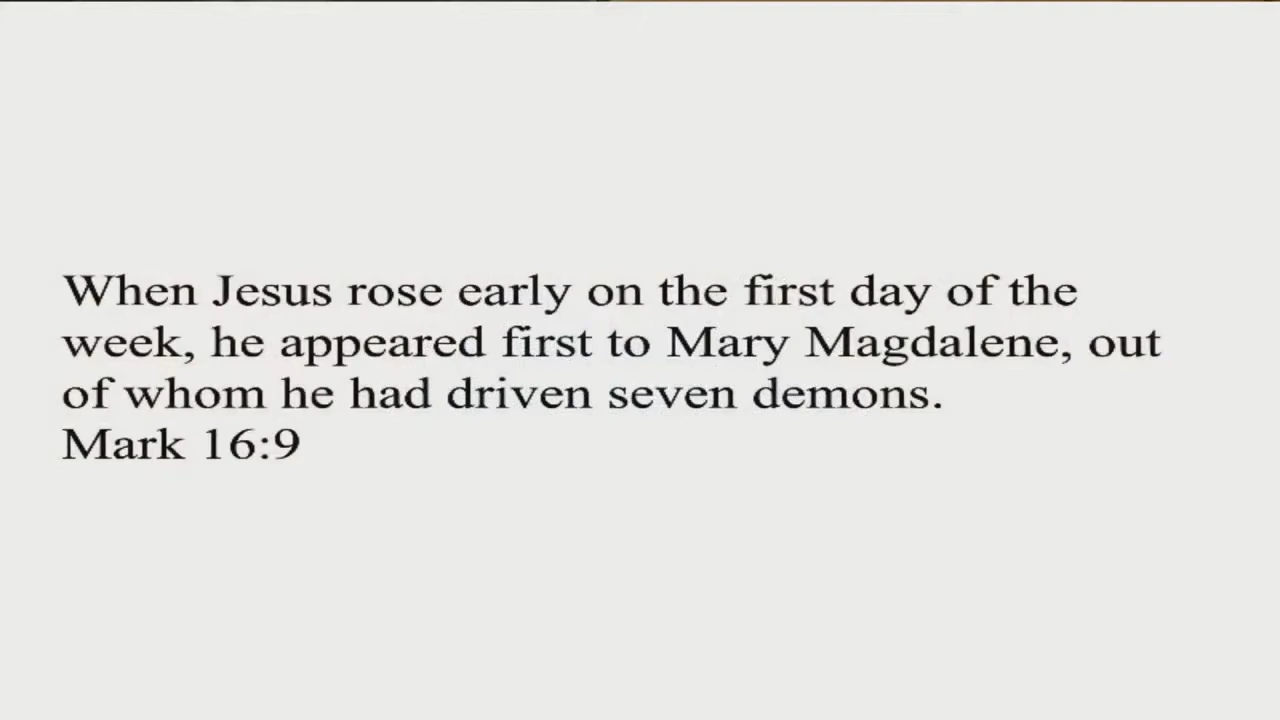 When Jesus rose early on the first day of the
week, he appeared first to Mary Magdalene, out
of whom he had driven seven demons.
Mark 16:9